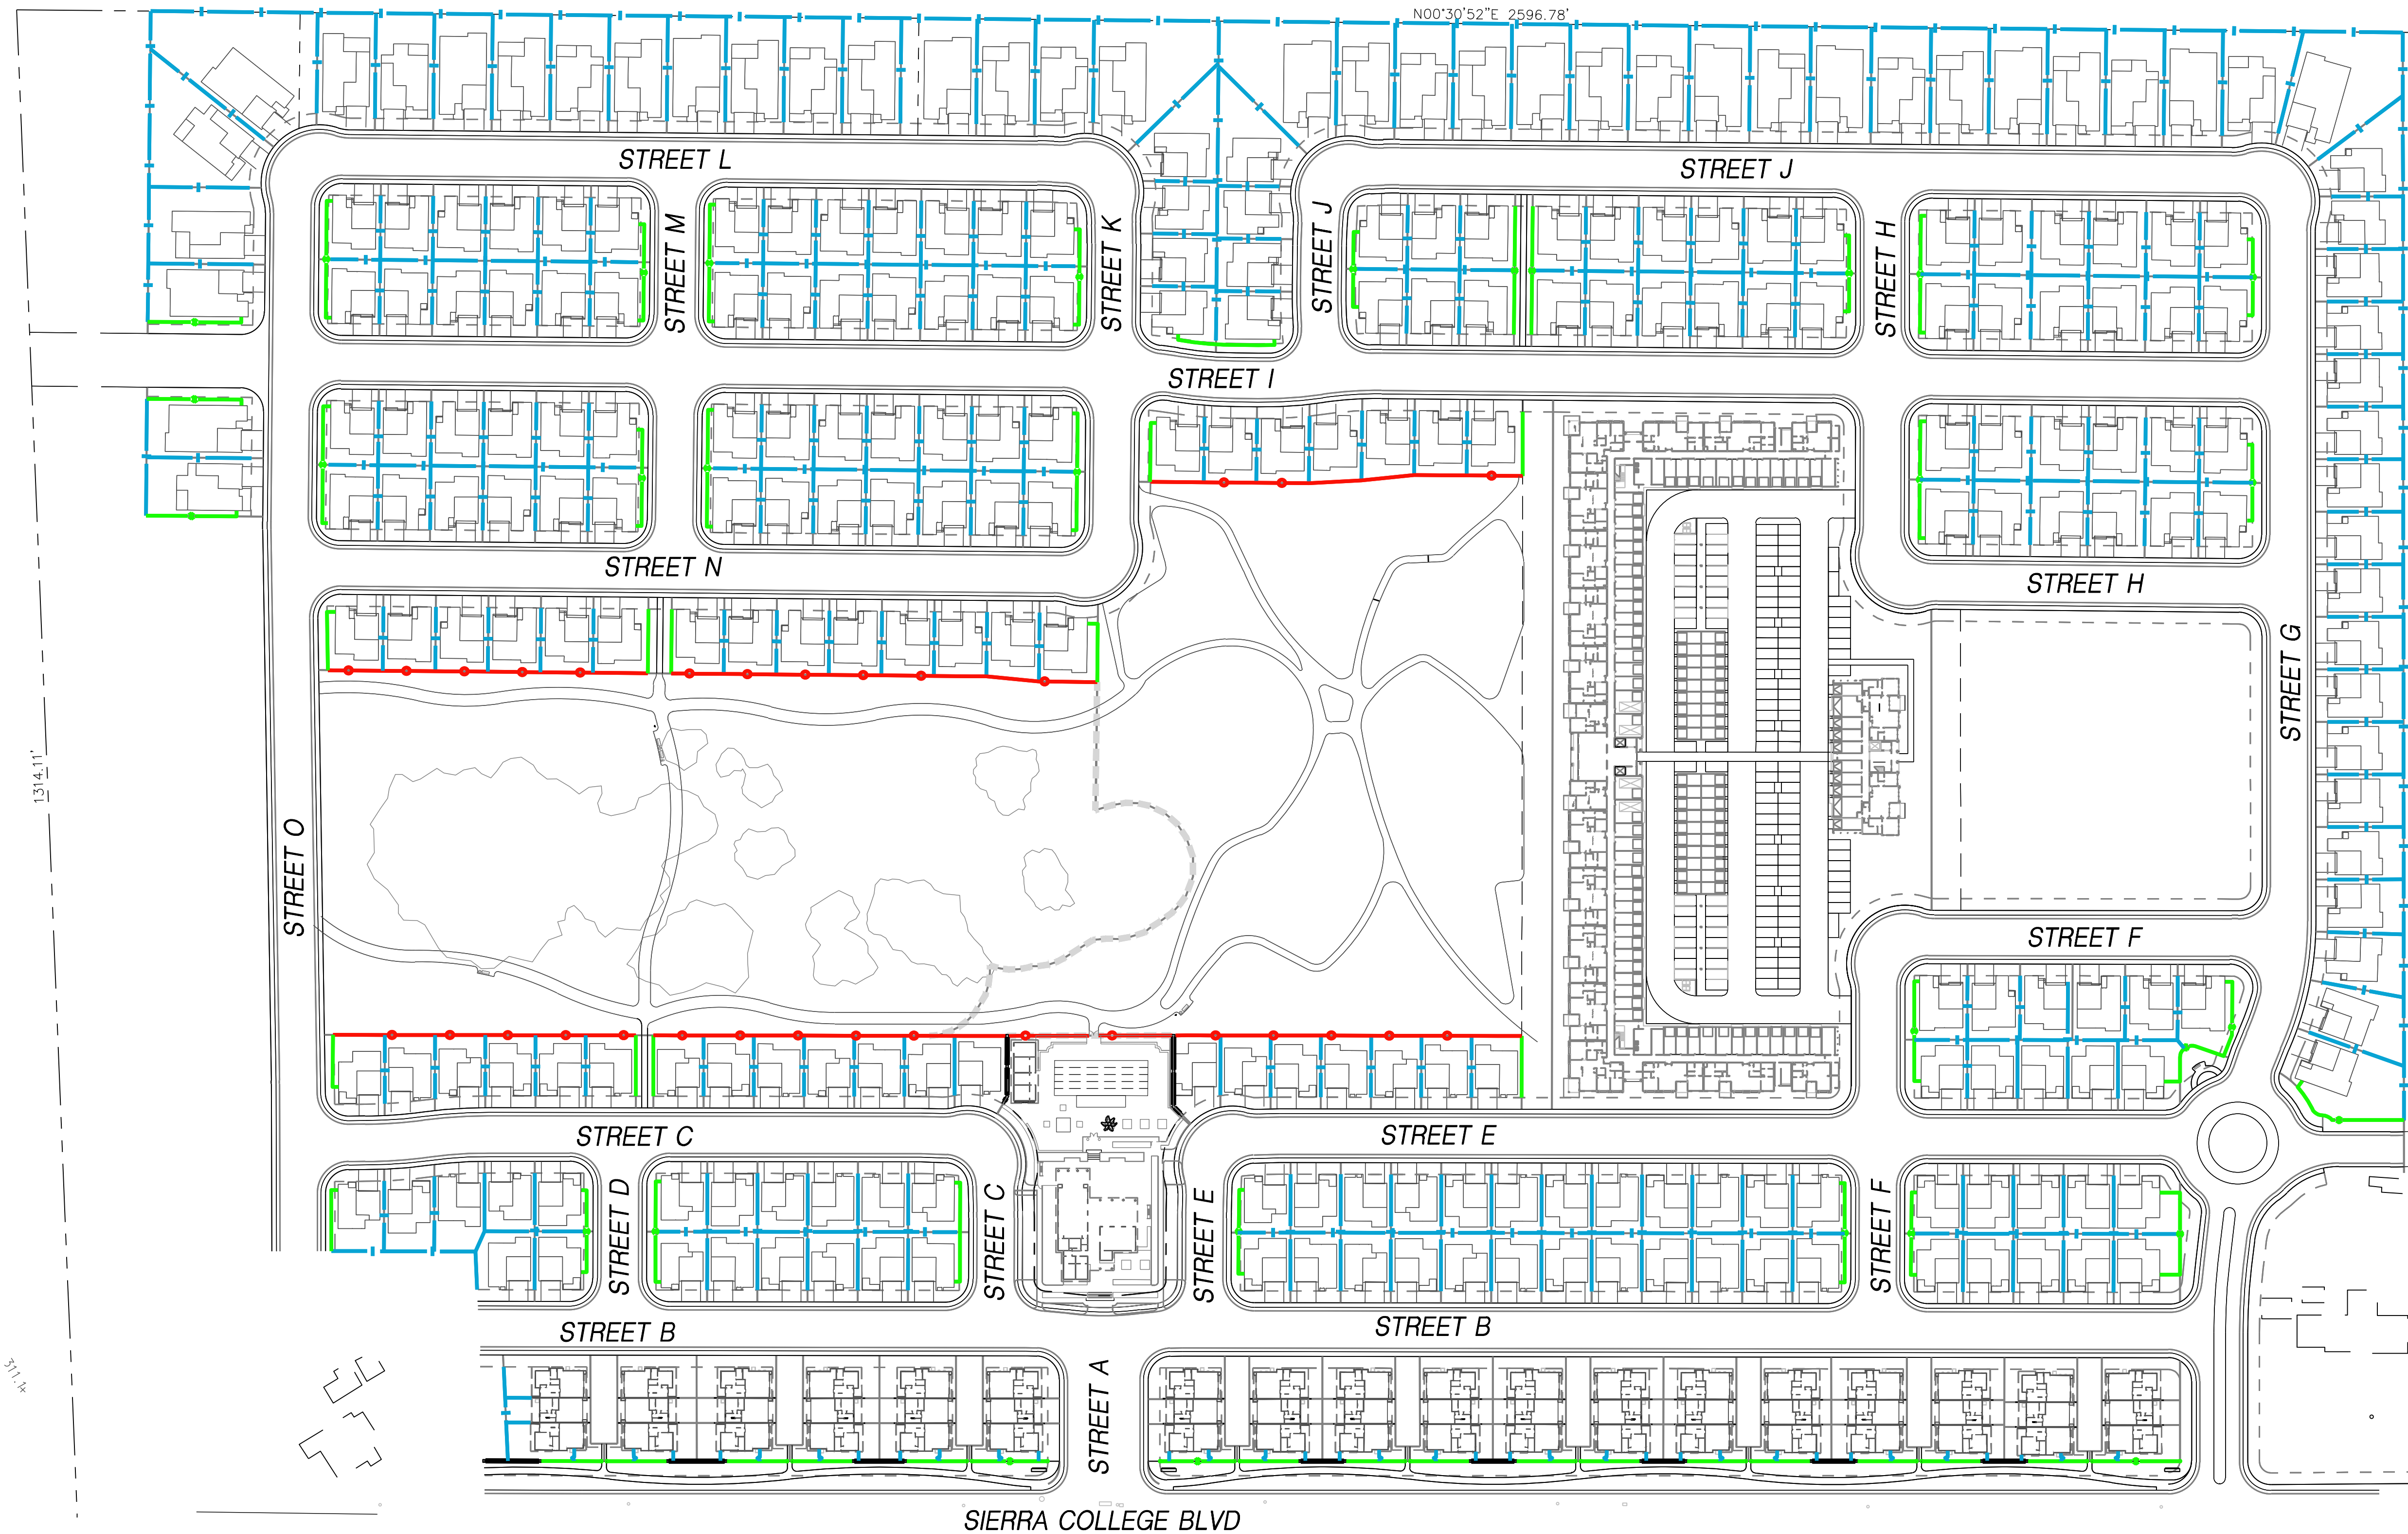 N00°30'52"E 2596.78'
STREET L
STREET J
STREET M
STREET K
STREET J
STREET H
STREET I
STREET N
STREET H
STREET G
1314.11'
STREET O
STREET F
STREET C
STREET E
STREET D
STREET C
STREET E
STREET F
STREET B
STREET B
STREET A
SIERRA COLLEGE BLVD